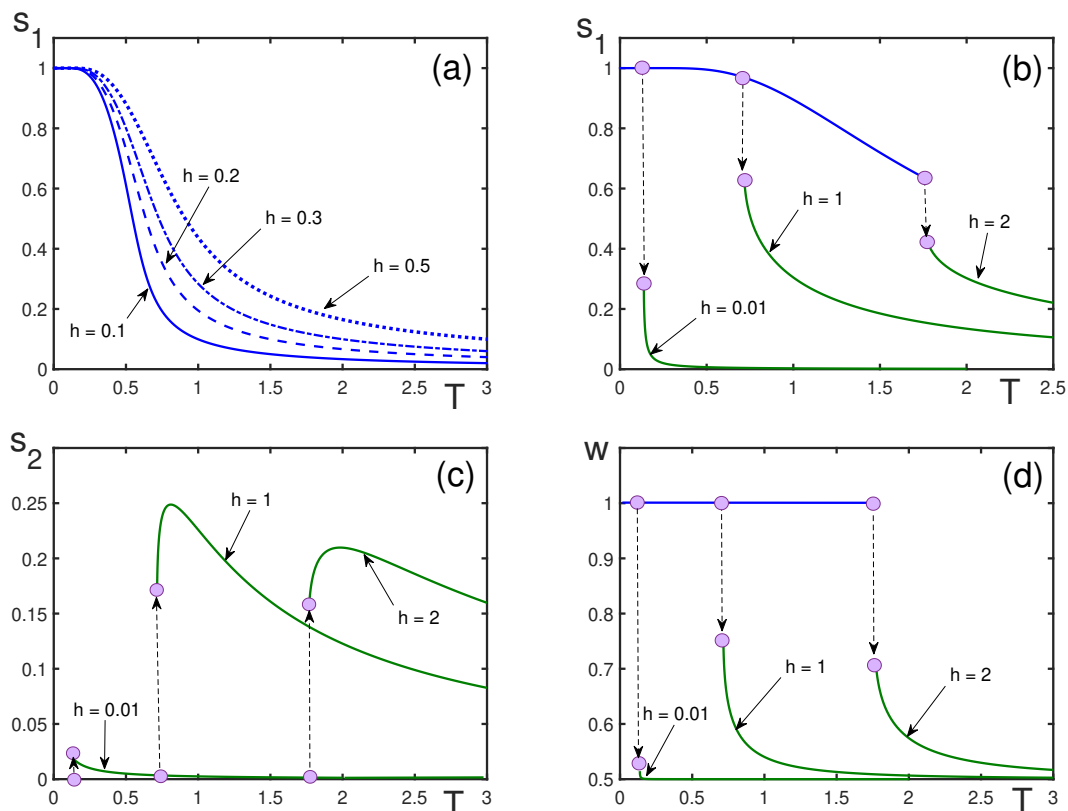 s1
(a)
1
0.8
0.6
0.4
0.2
0
h = 0.2
h = 0.3
h = 0.5
h = 0.1
0 0.5 1 1.5 2 2.5 3
T
s1
(b)
1
0.8
0.6
0.4
0.2
0
h = 1
h = 2
h = 0.01
0 0.5 1 1.5 2 2.5
T
s2
(c)
0.25
0.2
0.15
0.1
0.05
0
h = 1
h = 2
h = 0.01
0 0.5 1 1.5 2 2.5 3
T
w
(d)
1
0.9
0.8
0.7
0.6
0.5
h = 1
h = 2
h = 0.01
0 0.5 1 1.5 2 2.5 3
T